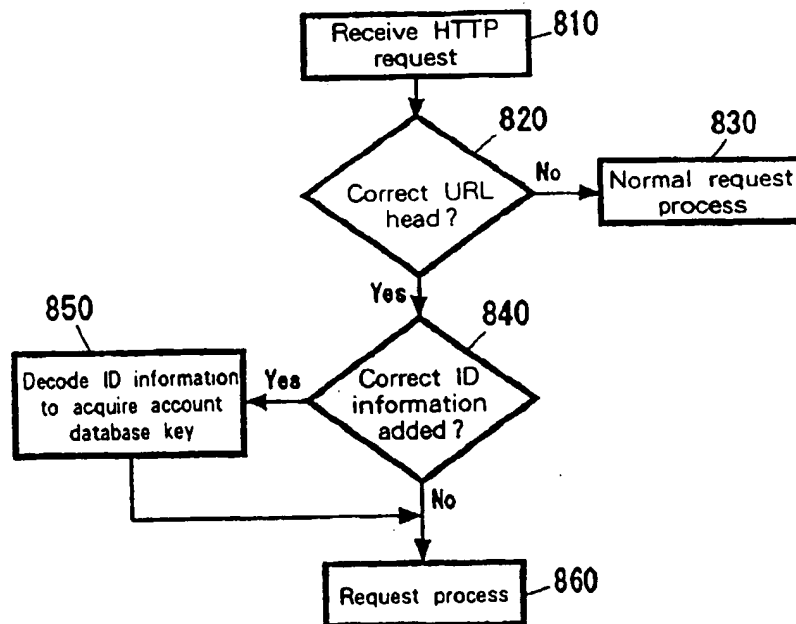 Receive HTTP
request
810
820
Correct URL
head?
No
830
Normal request
process
Yes
840
Correct ID
information
added?
Yes
850
Decode ID information
to acquire account
database key
No
Request process
860